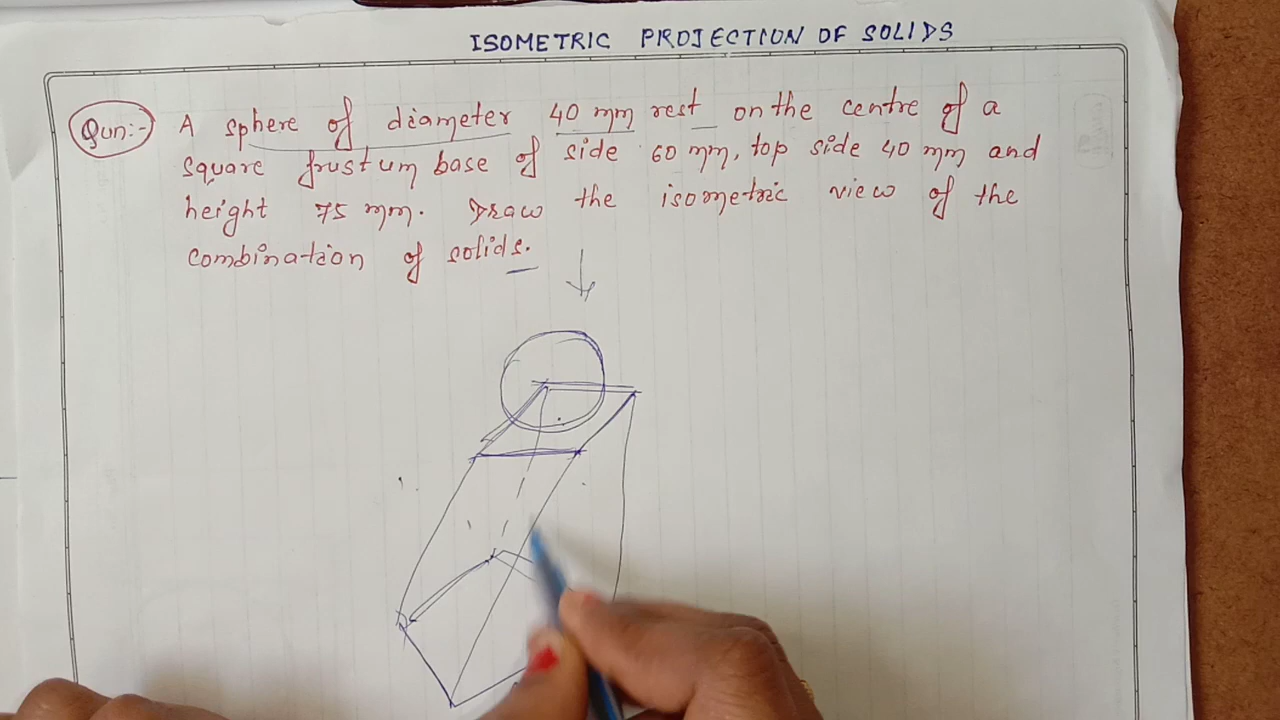 ISOMETRIC PROJECTION OF SOLIDS
Qun:- A sphere of diameter 40 mm rest on the centre of a
square frustum base of side 60 mm, top side 40 mm and
height 75 mm. Draw the isometric view of the
combination of solids.